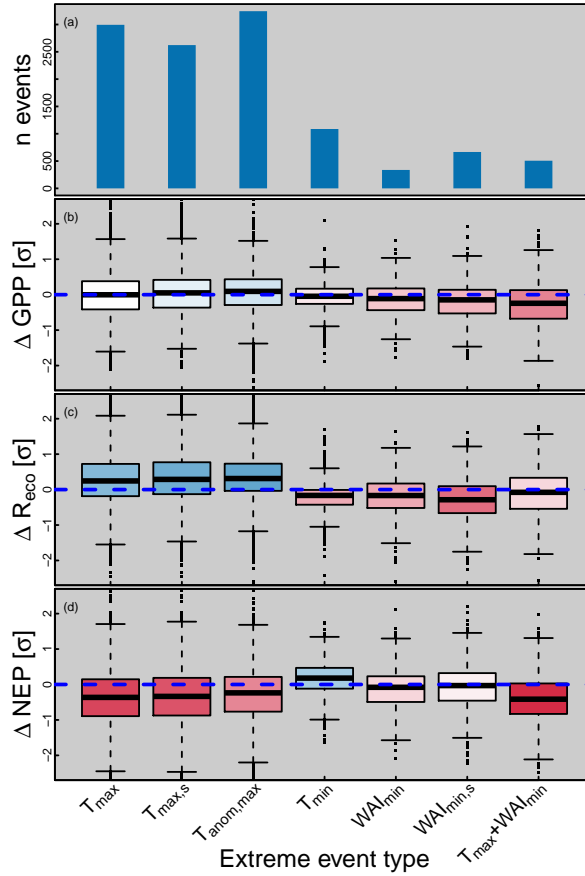 (a)
n events
0 500 1500 2500
(b)
Δ GPP [σ]
−2 −1 0 1 2
(c)
Δ Reco [σ]
−2 −1 0 1 2
(d)
Δ NEP [σ]
−2 −1 0 1 2
Tmax Tmax,s Tanom,max Tmin WAImin WAImin,s Tmax+WAImin
Extreme event type